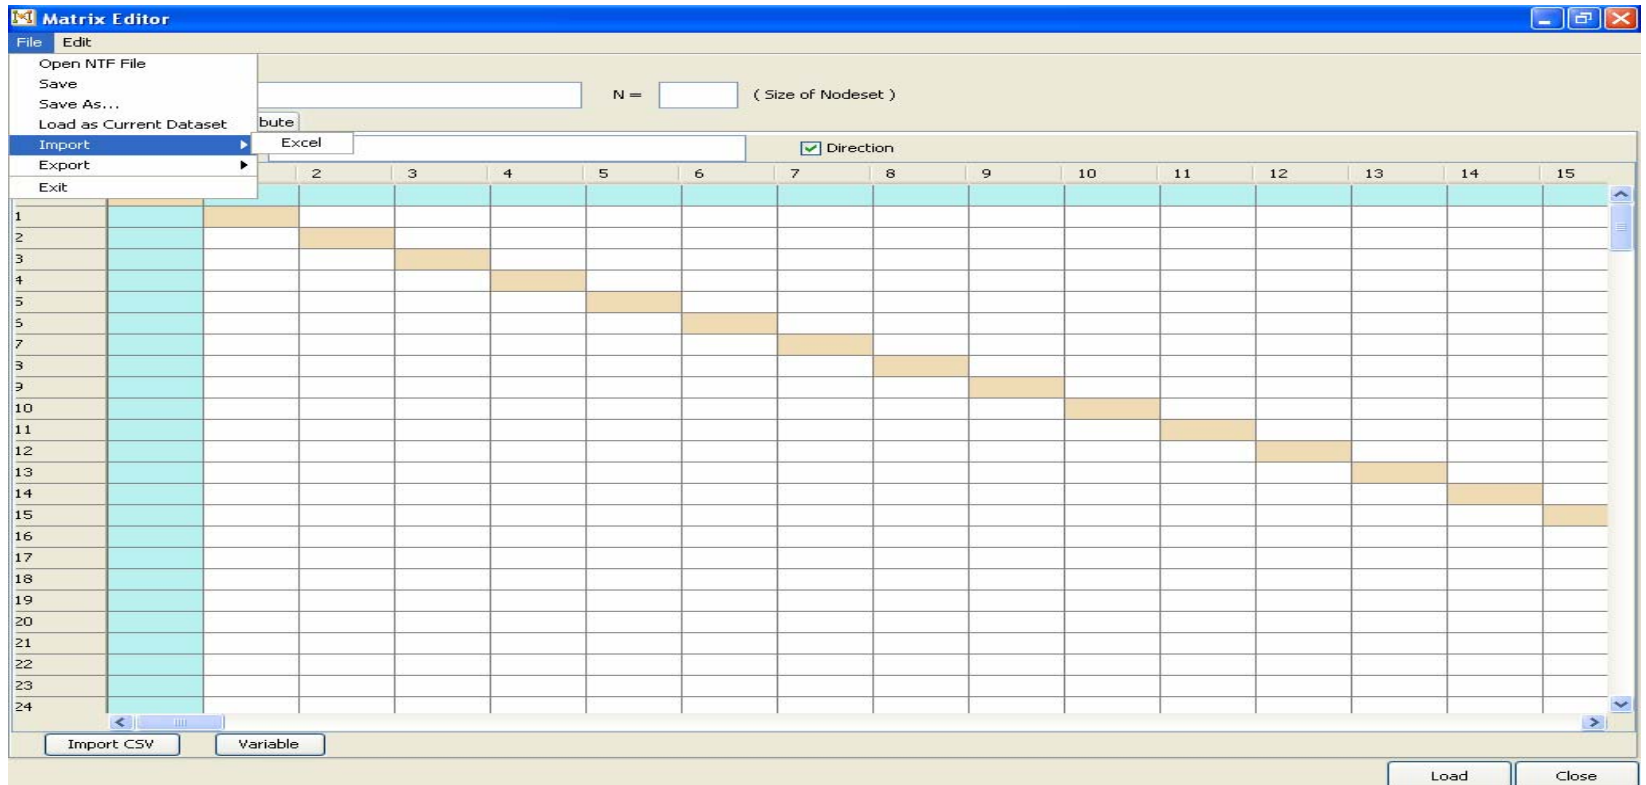 Matrix Editor
File Edit
Open NTF File
Save
N = ( Size of Nodeset )
Save As...
Load as Current Dataset bute
Import Excel Direction
Export
2 3 4 5 6 7 8 9 10 11 12 13 14 15
Exit
1
2
3
4
5
6
7
8
9
10
11
12
13
14
15
16
17
18
19
20
21
22
23
24
Import CSV Variable
Load Close